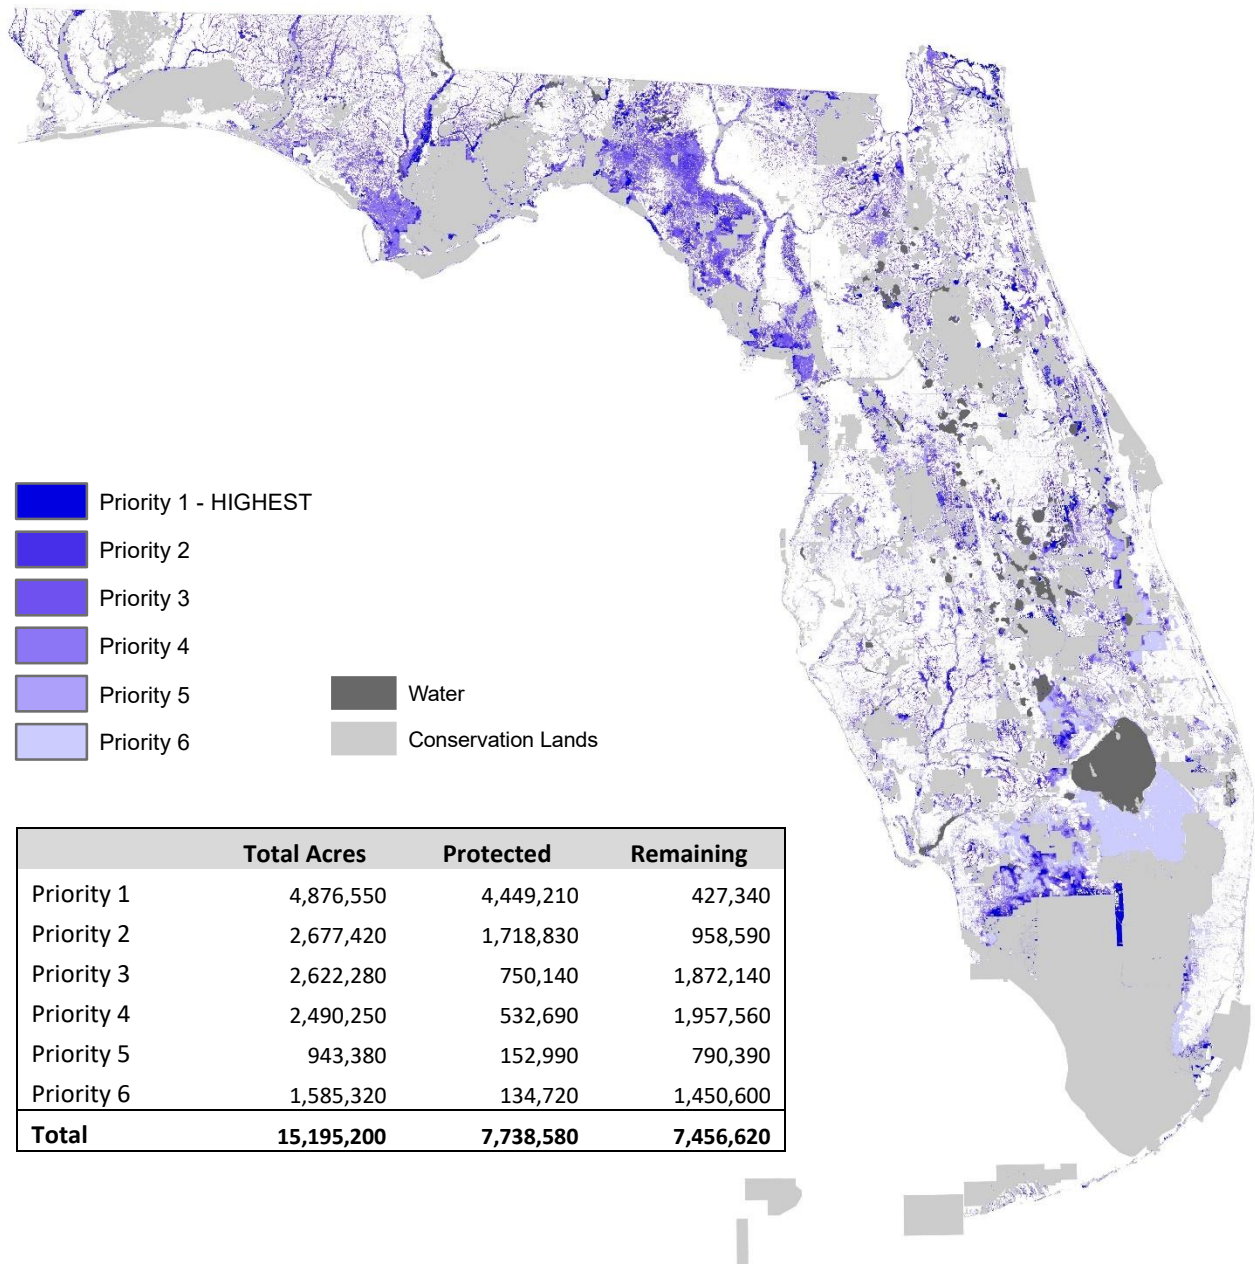 Priority 1 - HIGHEST
Priority 2
Priority 3
Priority 4
Priority 5
Priority 6
Water
Conservation Lands
Total Acres Protected Remaining
Priority 1 4,876,550 4,449,210 427,340
Priority 2 2,677,420 1,718,830 958,590
Priority 3 2,622,280 750,140 1,872,140
Priority 4 2,490,250 532,690 1,957,560
Priority 5 943,380 152,990 790,390
Priority 6 1,585,320 134,720 1,450,600
Total 15,195,200 7,738,580 7,456,620